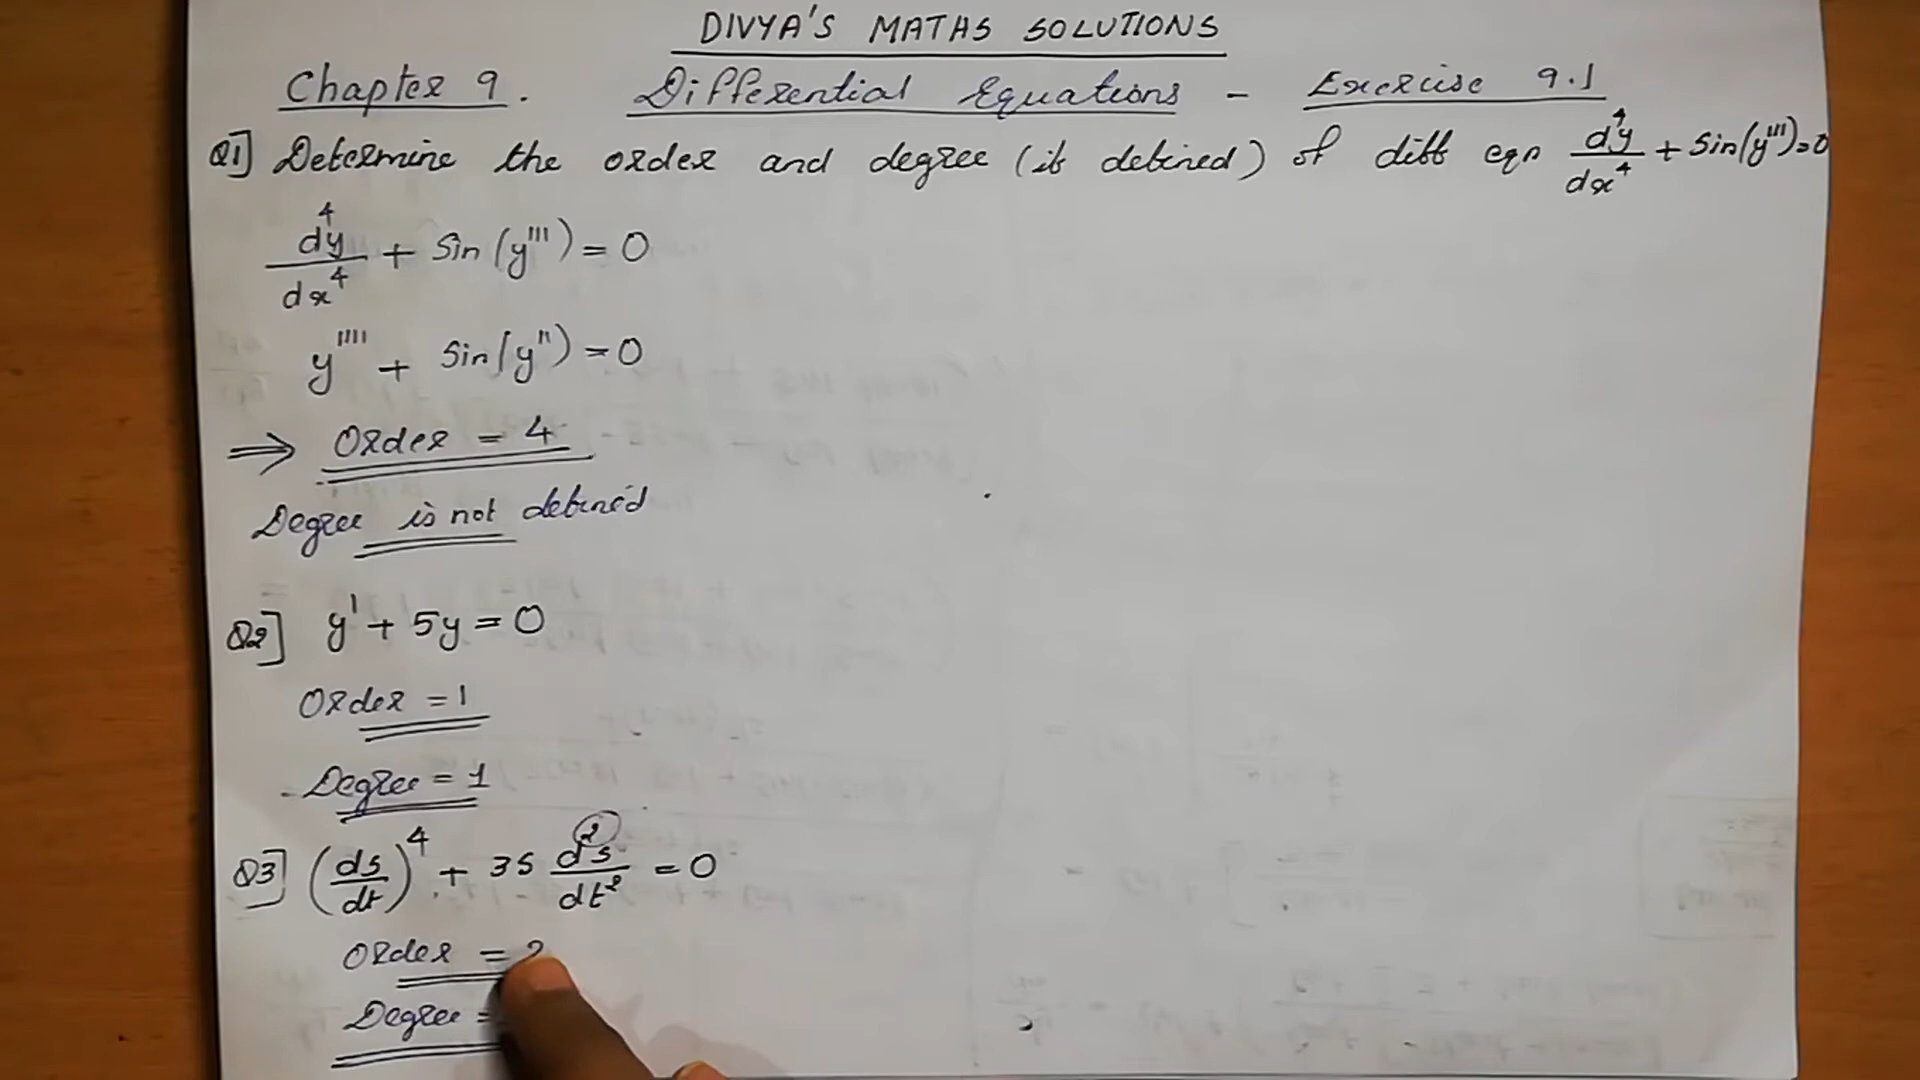 DIVYA'S MATHS SOLUTIONS
Chapter 9. Differential Equations - Exercise 9.1
Q1] Determine the order and degree (if defined) of diff eqn d⁴y/dx⁴ + Sin(y''')=0
d⁴y/dx⁴ + Sin(y''') = 0
y'''' + Sin(y'') = 0
⇒ Order = 4
Degree is not defined
Q2] y' + 5y = 0
Order = 1
Degree = 1
Q3] (ds/dt)⁴ + 3S d²s/dt² = 0
Order = 2
Degree =